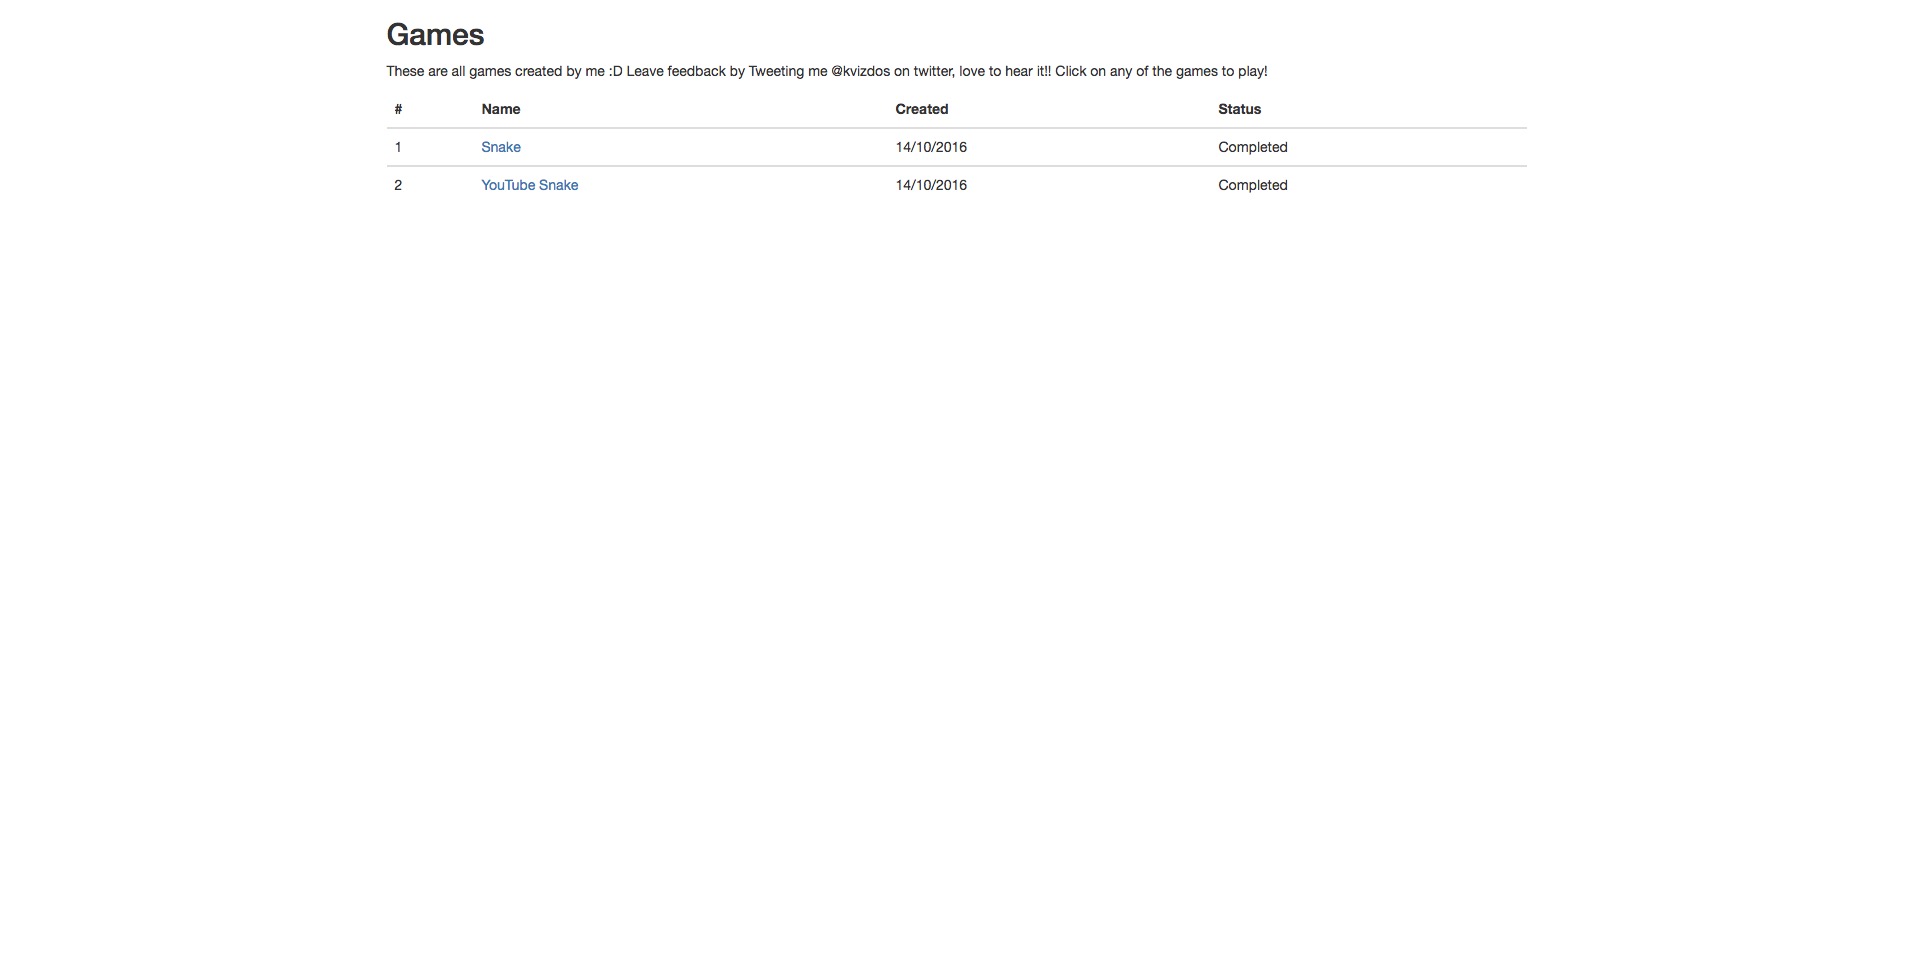 Games
These are all games created by me :D Leave feedback by Tweeting me @kvizdos on twitter, love to hear it!! Click on any of the games to play!
# Name Created Status
1 Snake 14/10/2016 Completed
2 YouTube Snake 14/10/2016 Completed